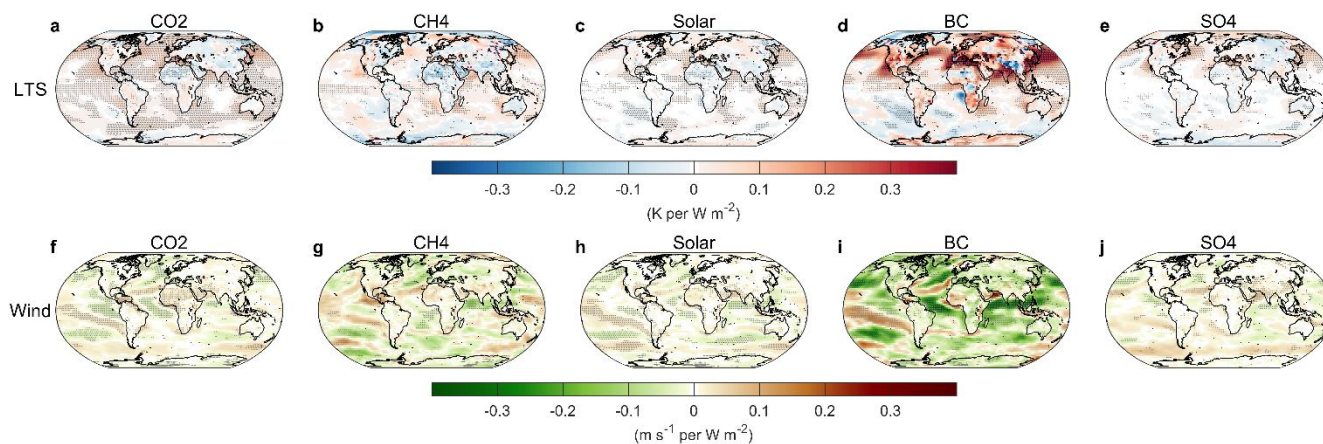 a CO2 b CH4 c Solar d BC e SO4
LTS
-0.3 -0.2 -0.1 0 0.1 0.2 0.3
(K per W m⁻²)
f CO2 g CH4 h Solar i BC j SO4
Wind
-0.3 -0.2 -0.1 0 0.1 0.2 0.3
(m s⁻¹ per W m⁻²)